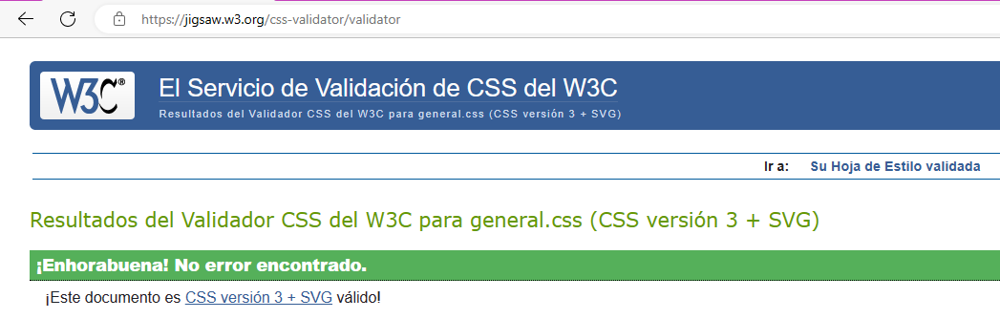 https://jigsaw.w3.org/css-validator/validator
W3C® El Servicio de Validación de CSS del W3C
Resultados del Validador CSS del W3C para general.css (CSS versión 3 + SVG)
Ir a: Su Hoja de Estilo validada
Resultados del Validador CSS del W3C para general.css (CSS versión 3 + SVG)
¡Enhorabuena! No error encontrado.
¡Este documento es CSS versión 3 + SVG válido!